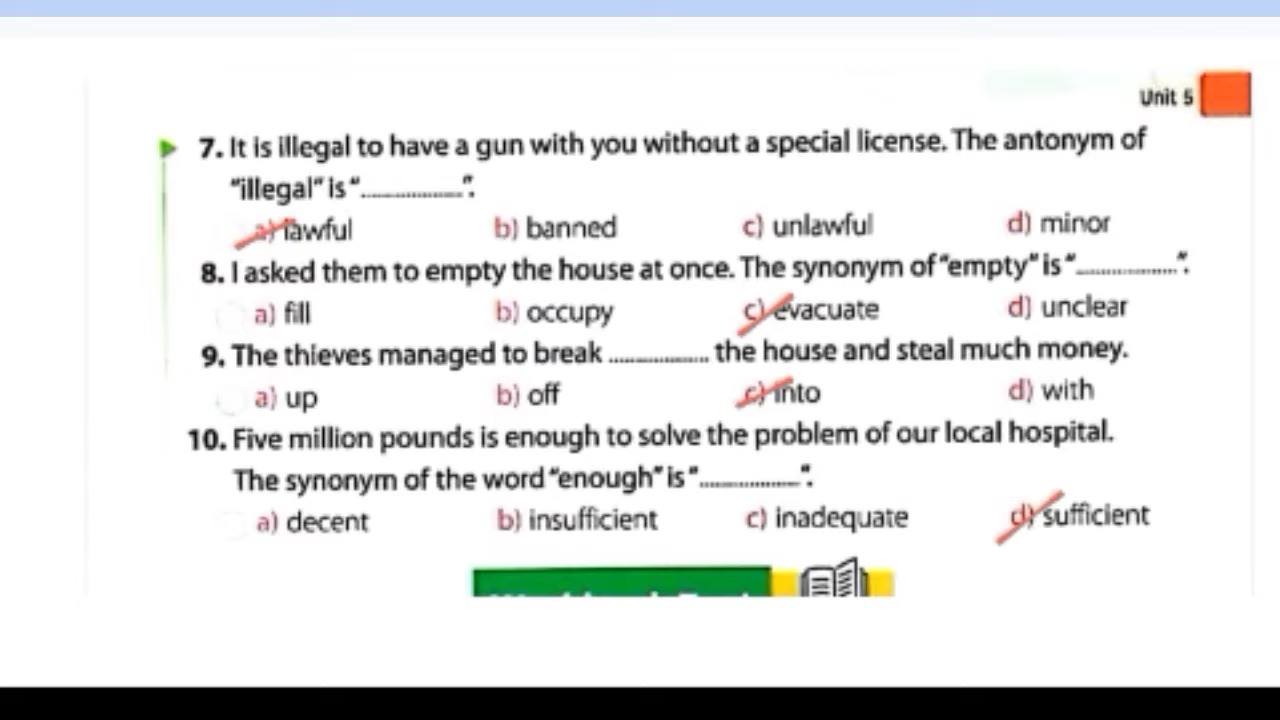 Unit 5
7. It is illegal to have a gun with you without a special license. The antonym of
"illegal" is "................".
a) lawful b) banned c) unlawful d) minor
8. I asked them to empty the house at once. The synonym of "empty" is "................".
a) fill b) occupy c) evacuate d) unclear
9. The thieves managed to break ................ the house and steal much money.
a) up b) off c) into d) with
10. Five million pounds is enough to solve the problem of our local hospital.
The synonym of the word "enough" is "................".
a) decent b) insufficient c) inadequate d) sufficient